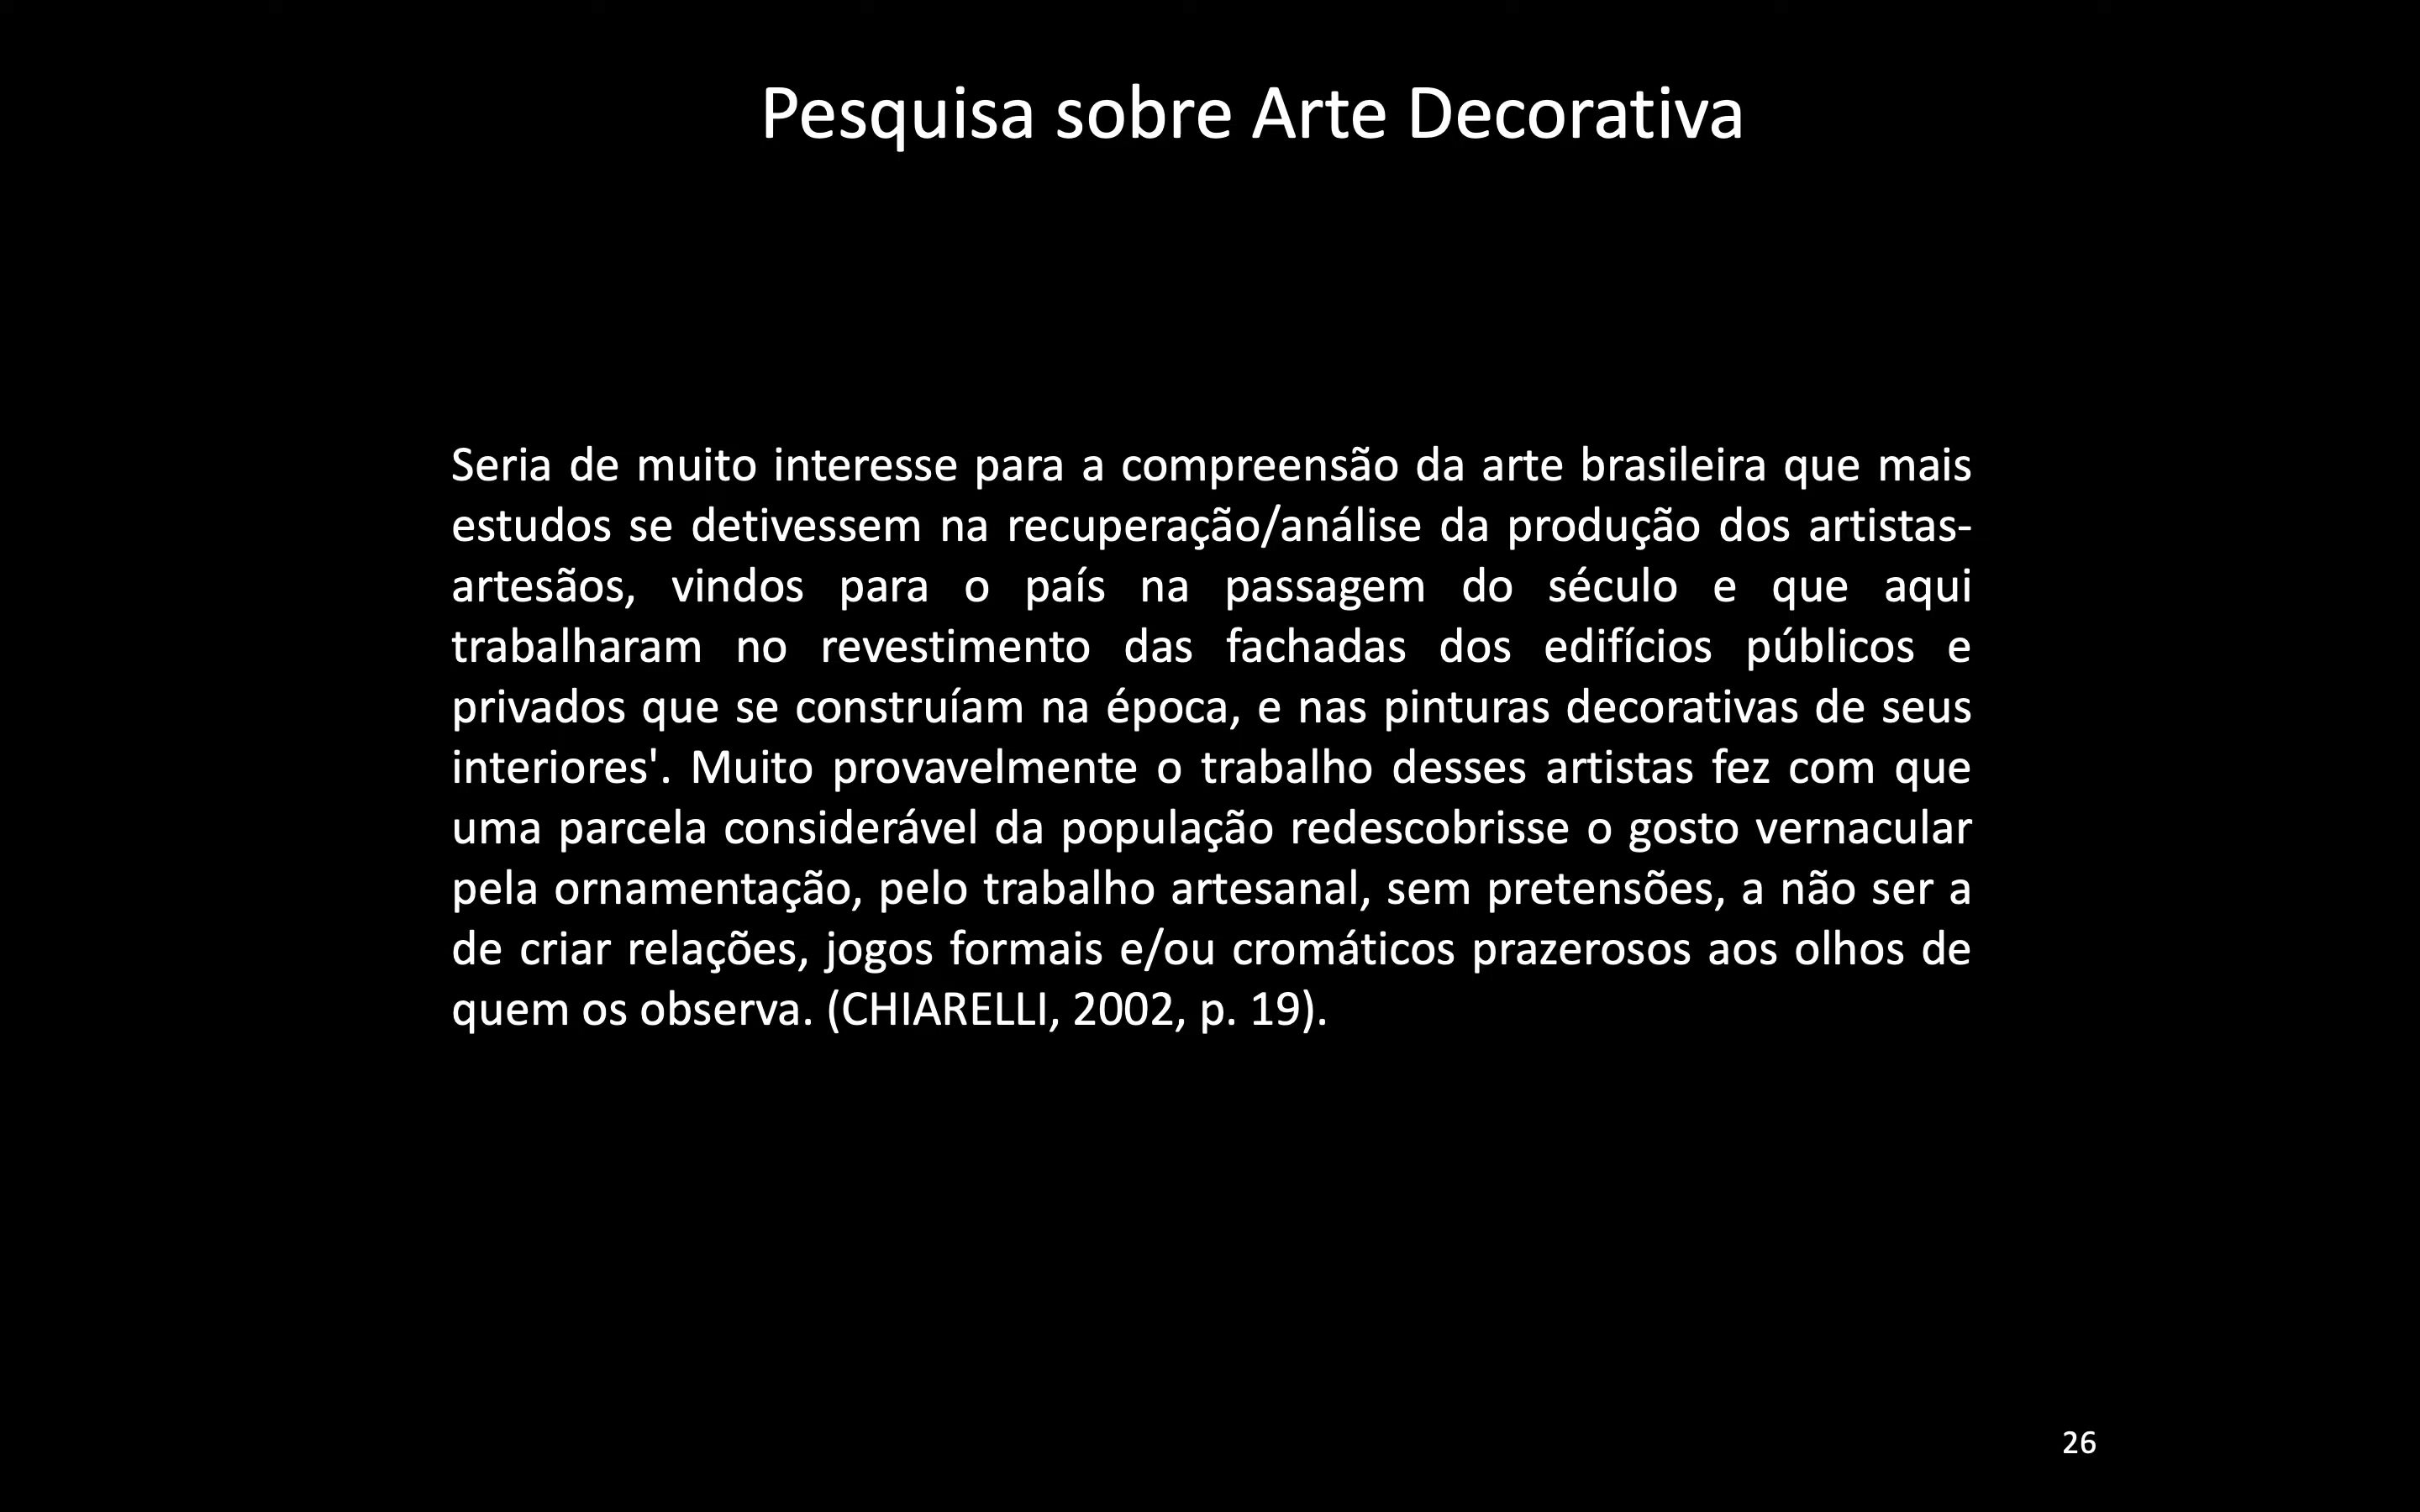 Pesquisa sobre Arte Decorativa
Seria de muito interesse para a compreensão da arte brasileira que mais
estudos se detivessem na recuperação/análise da produção dos artistas-
artesãos, vindos para o país na passagem do século e que aqui
trabalharam no revestimento das fachadas dos edifícios públicos e
privados que se construíam na época, e nas pinturas decorativas de seus
interiores'. Muito provavelmente o trabalho desses artistas fez com que
uma parcela considerável da população redescobrisse o gosto vernacular
pela ornamentação, pelo trabalho artesanal, sem pretensões, a não ser a
de criar relações, jogos formais e/ou cromáticos prazerosos aos olhos de
quem os observa. (CHIARELLI, 2002, p. 19).
26